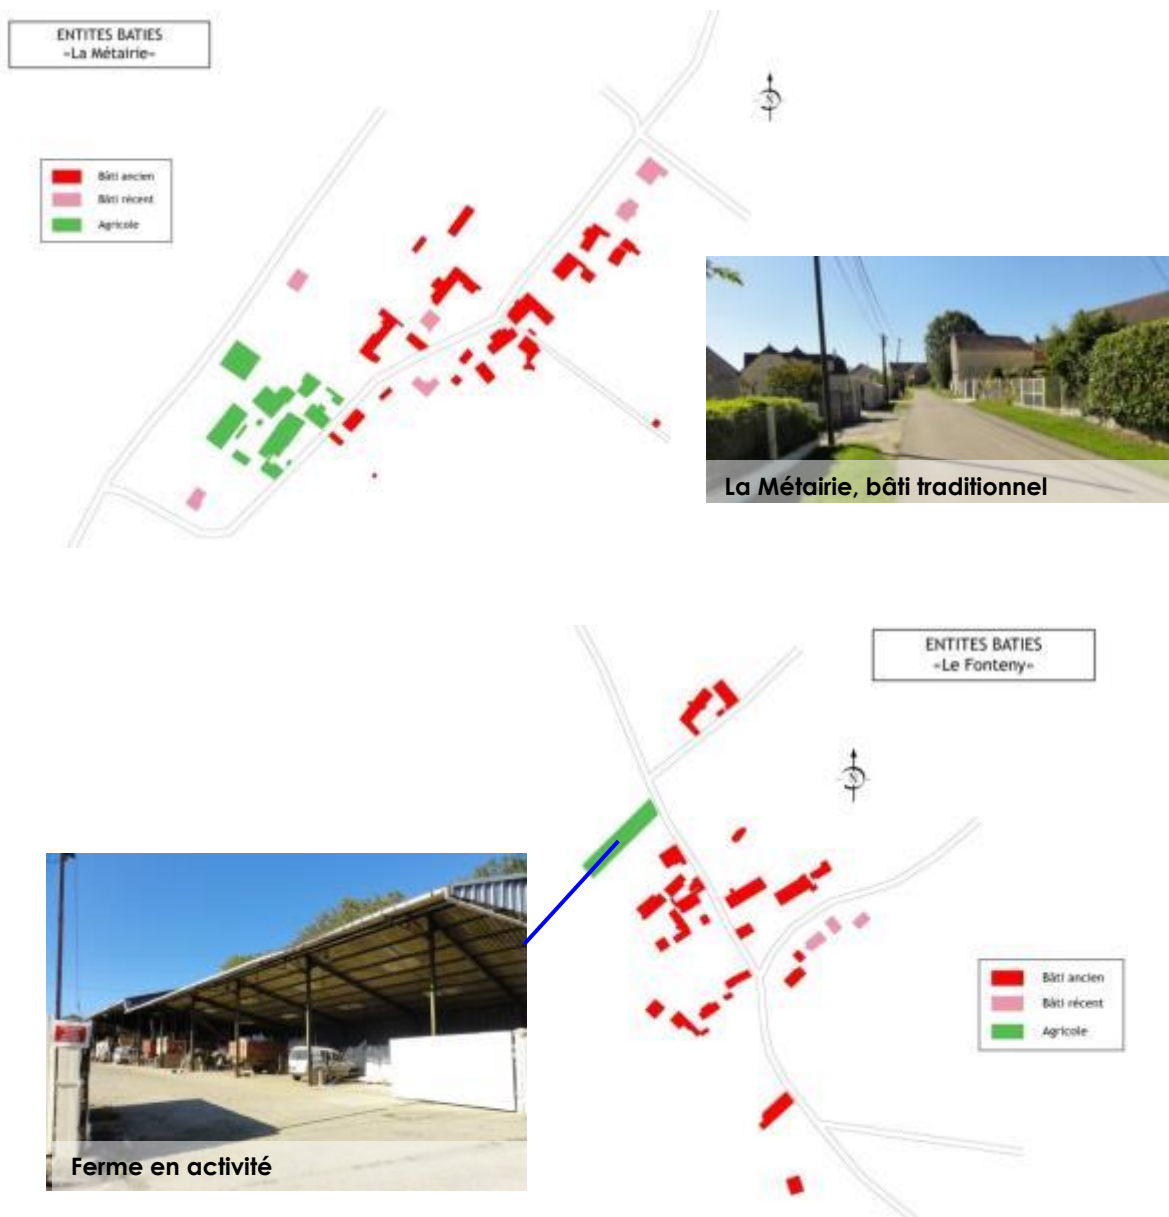 ENTITES BATIES
«La Métairie»
N
Bâti ancien
Bâti récent
Agricole
La Métairie, bâti traditionnel
ENTITES BATIES
«Le Fonteny»
N
Bâti ancien
Bâti récent
Agricole
Ferme en activité